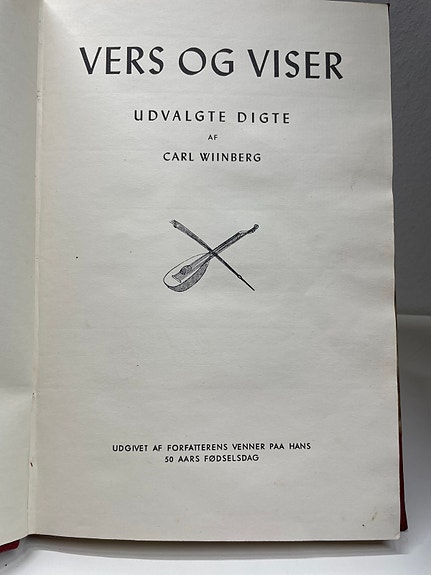 VERS OG VISER
UDVALGTE DIGTE
AF
CARL WIINBERG
UDGIVET AF FORFATTERENS VENNER PAA HANS
50 AARS FØDSELSDAG